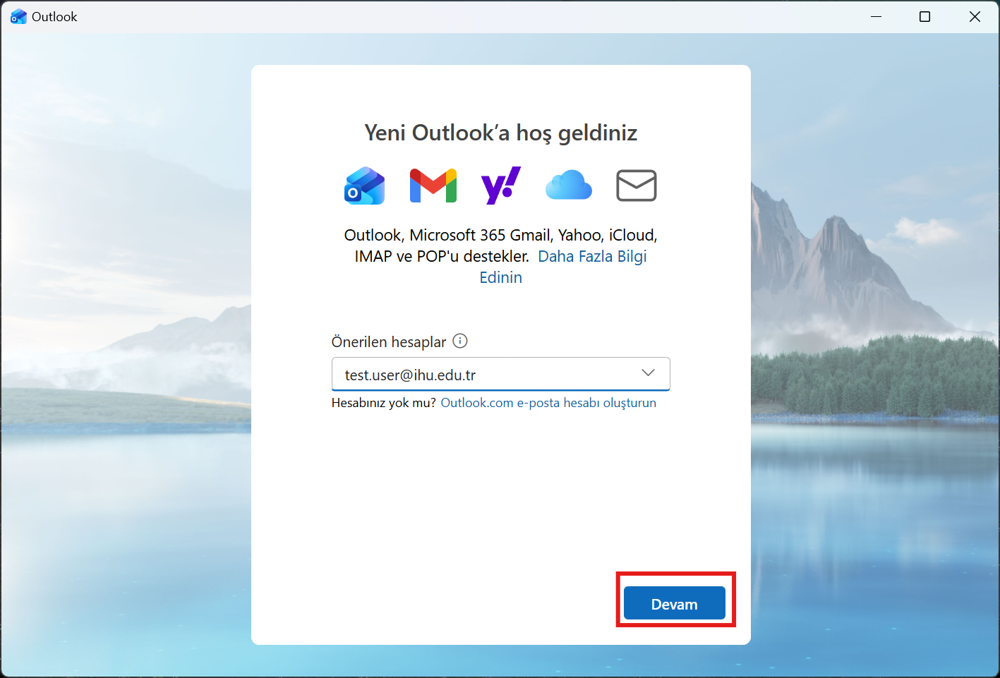 Outlook
Yeni Outlook’a hoş geldiniz
Outlook, Microsoft 365 Gmail, Yahoo, iCloud,
IMAP ve POP'u destekler. Daha Fazla Bilgi
Edinin
Önerilen hesaplar
test.user@ihu.edu.tr
Hesabınız yok mu? Outlook.com e-posta hesabı oluşturun
Devam